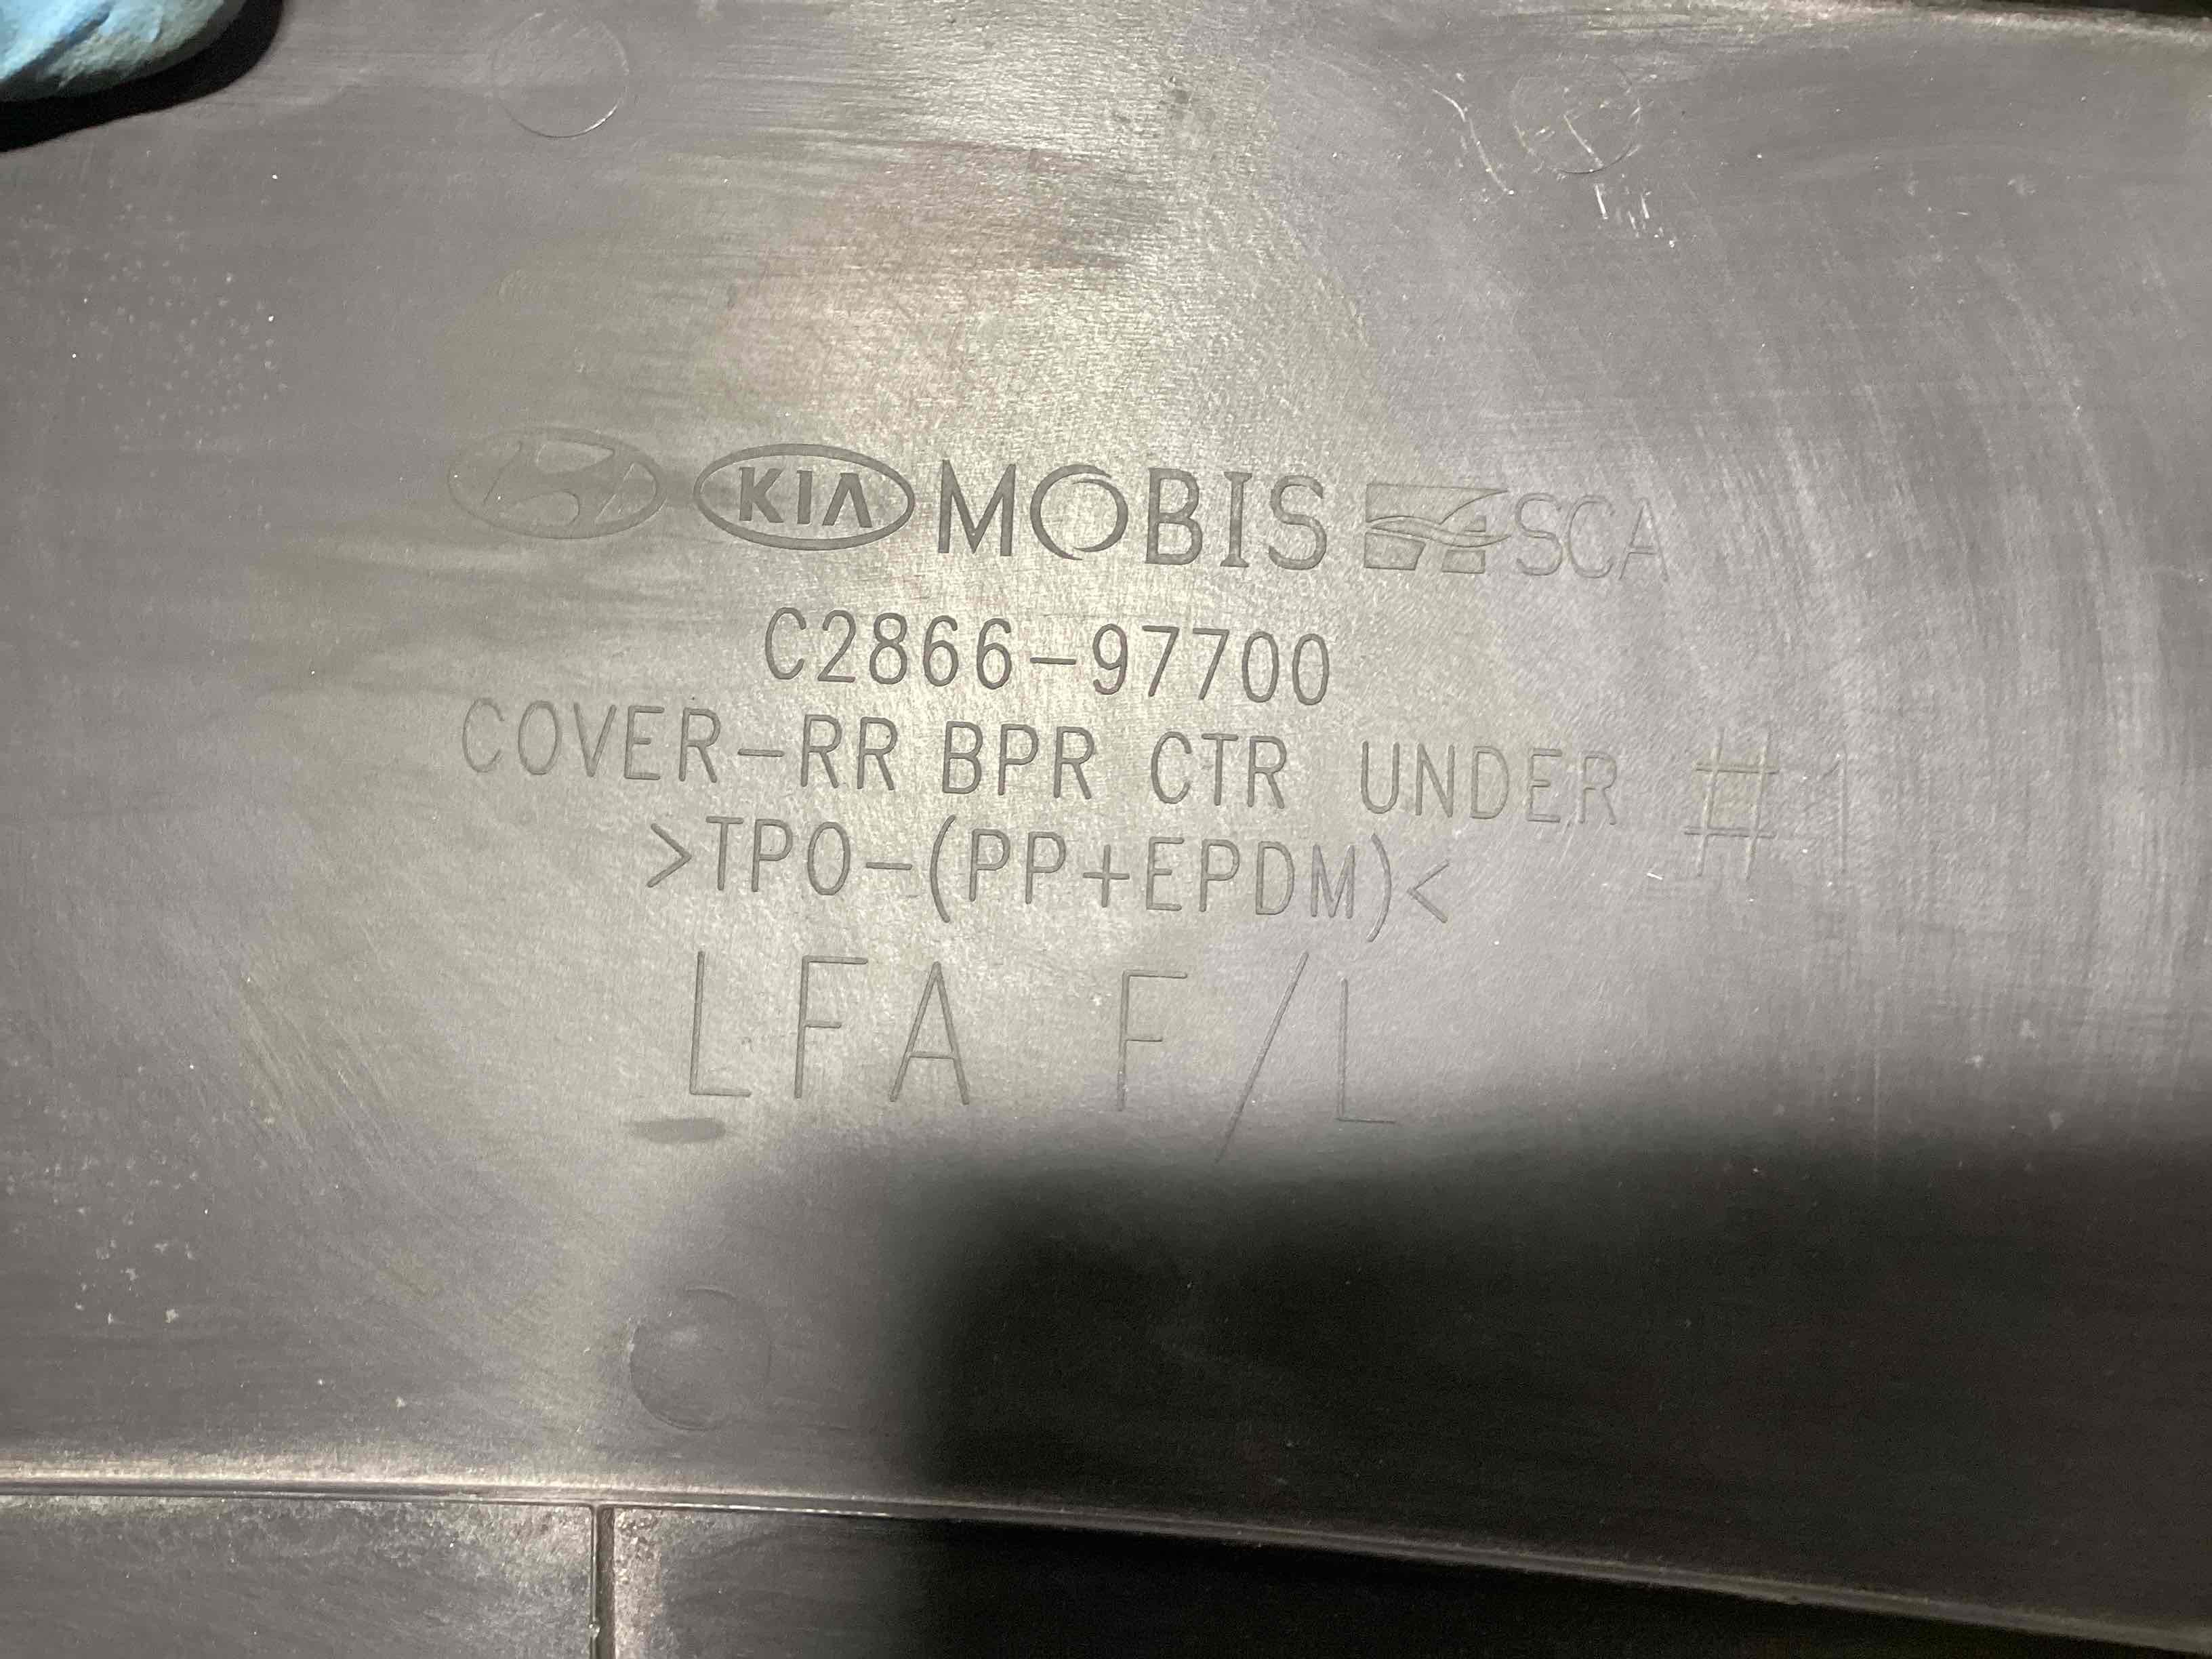 KIA MOBIS SCA
C2866-97700
COVER-RR BPR CTR UNDER #1
>TPO-(PP+EPDM)<
LFA F/L